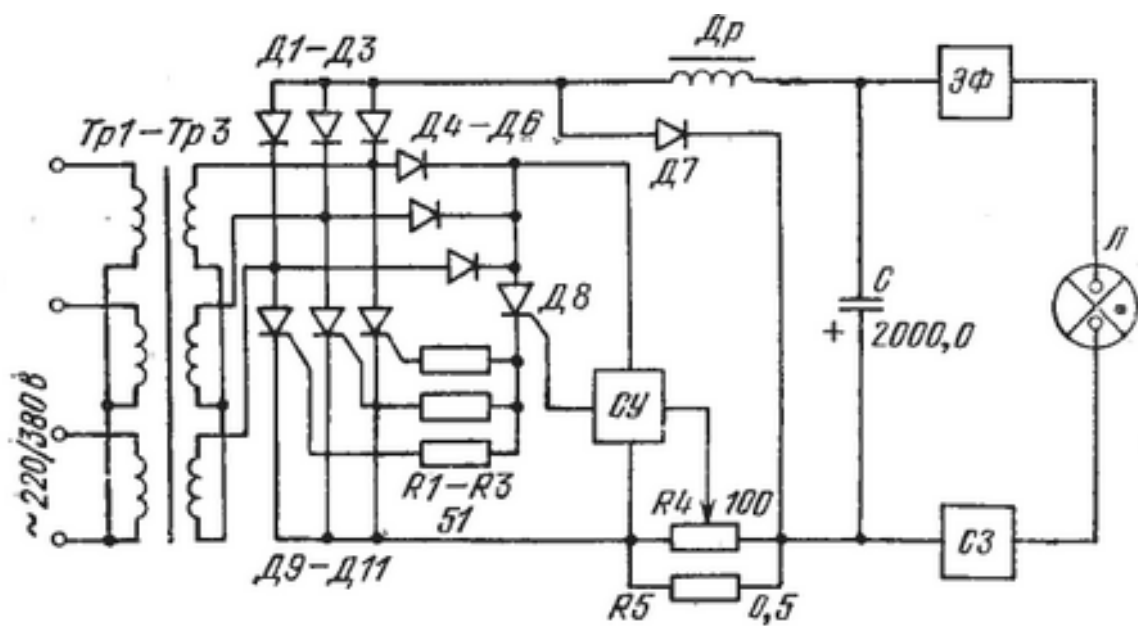 Др
Д1-Д3
ЭФ
Тр1-Тр3
Д4-Д6
Д7
Л
Д8
С
+ 2000,0
СУ
~220/380 В
R1-R3
51
R4 100
СЗ
Д9-Д11
R5 0,5